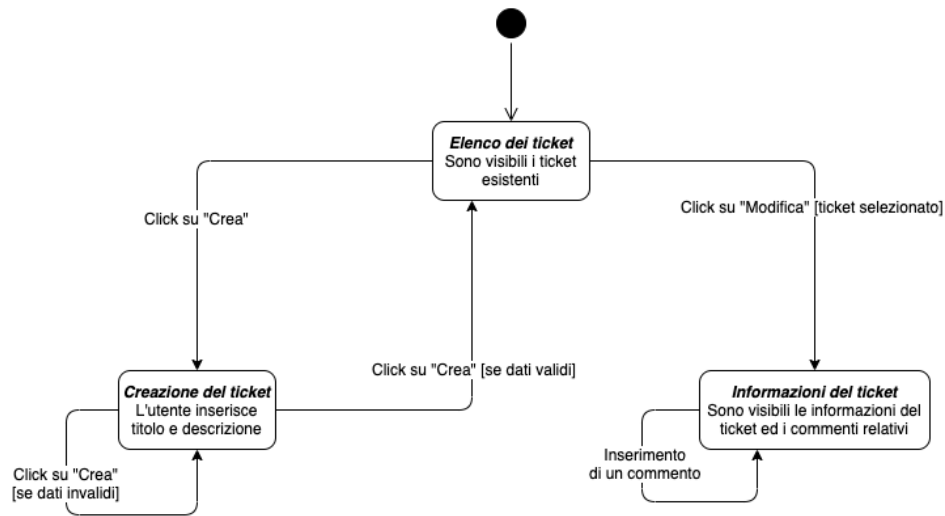 Elenco dei ticket
Sono visibili i ticket
esistenti
Click su "Crea"
Click su "Modifica" [ticket selezionato]
Click su "Crea" [se dati validi]
Creazione del ticket
L'utente inserisce
titolo e descrizione
Informazioni del ticket
Sono visibili le informazioni del
ticket ed i commenti relativi
Click su "Crea"
[se dati invalidi]
Inserimento
di un commento